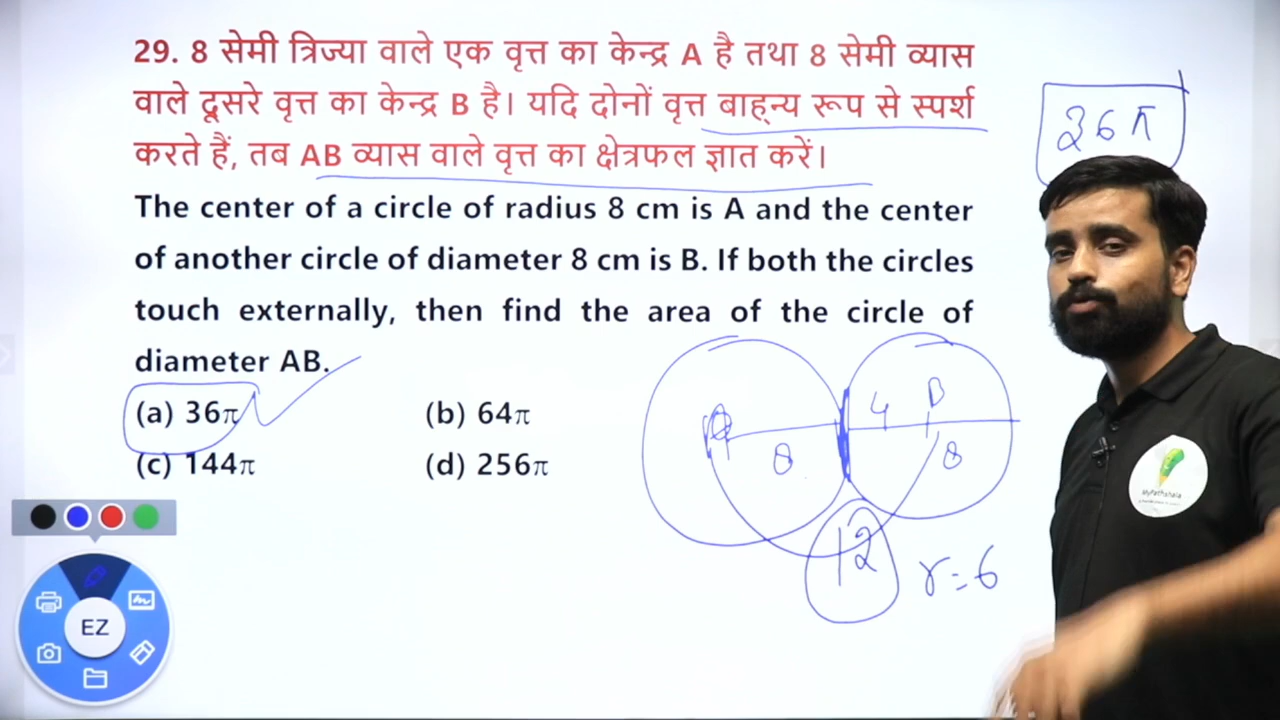 29. 8 सेमी त्रिज्या वाले एक वृत्त का केन्द्र A है तथा 8 सेमी व्यास
वाले दूसरे वृत्त का केन्द्र B है। यदि दोनों वृत्त बाह्न्य रूप से स्पर्श
करते हैं, तब AB व्यास वाले वृत्त का क्षेत्रफल ज्ञात करें।
The center of a circle of radius 8 cm is A and the center
of another circle of diameter 8 cm is B. If both the circles
touch externally, then find the area of the circle of
diameter AB.
(a) 36π (b) 64π
(c) 144π (d) 256π
36π
4 B
8 8
12 r=6
MyPathshala
EZ